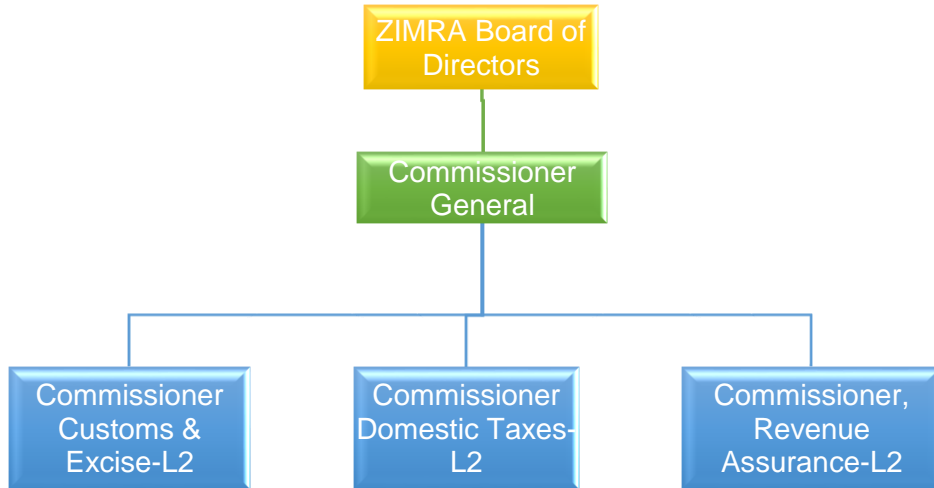 ZIMRA Board of
Directors
Commissioner
General
Commissioner
Customs &
Excise-L2
Commissioner
Domestic Taxes-
L2
Commissioner,
Revenue
Assurance-L2